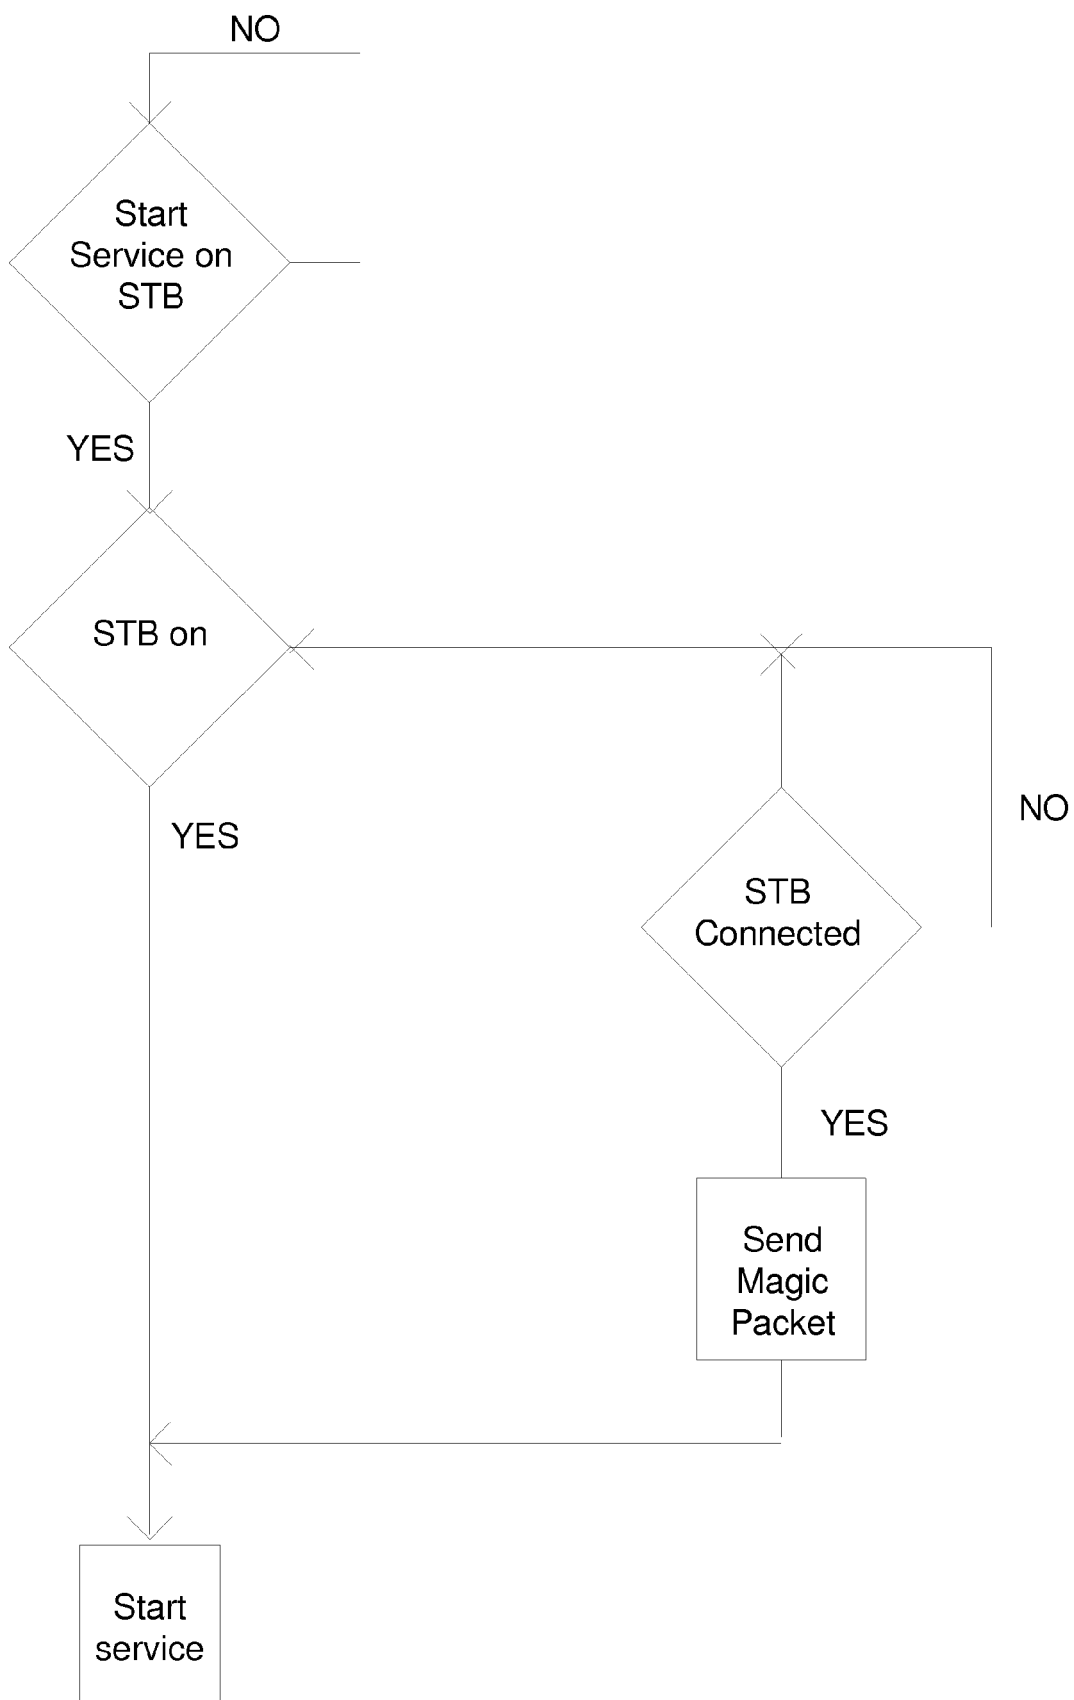 NO
Start
Service on
STB
YES
STB on
YES
NO
STB
Connected
YES
Send
Magic
Packet
Start
service